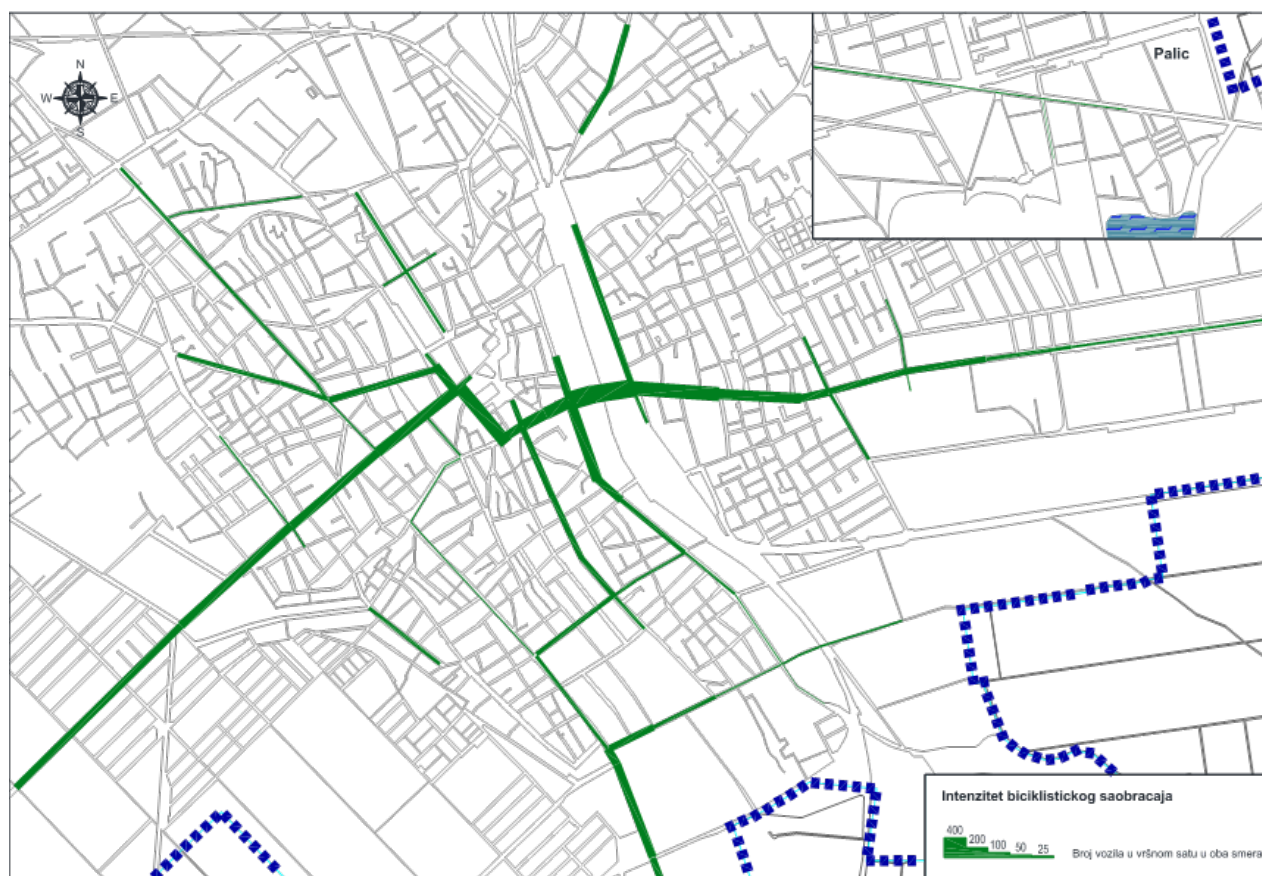 N
W E
S
Palic
Intenzitet biciklistickog saobracaja
400 200 100 50 25
Broj vozila u vršnom satu u oba smera